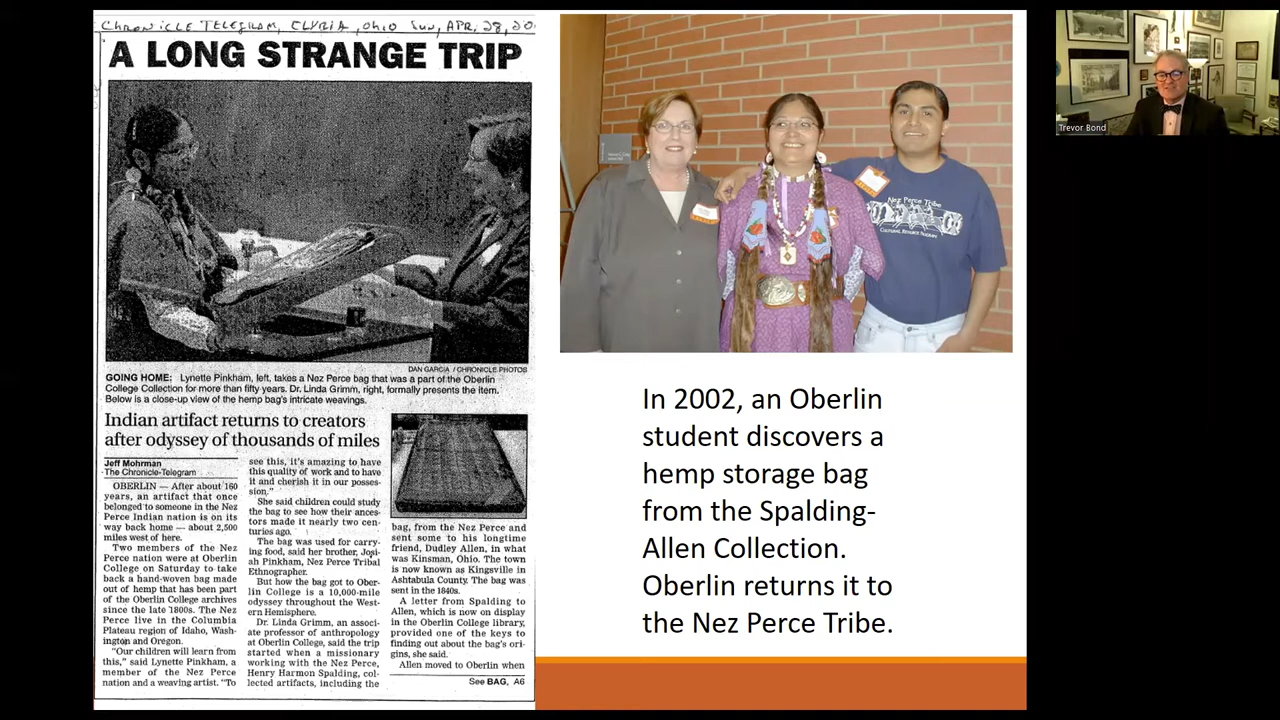 CHRONICLE TELEGRAM, ELYRIA, OHIO SUN, APR. 28, 20
A LONG STRANGE TRIP
DAN GARCIA / CHRONICLE PHOTOS
GOING HOME: Lynette Pinkham, left, takes a Nez Perce bag that was a part of the Oberlin
College Collection for more than fifty years. Dr. Linda Grimm, right, formally presents the item.
Below is a close-up view of the hemp bag's intricate weavings.
Indian artifact returns to creators
after odyssey of thousands of miles
Jeff Mohrman
The Chronicle-Telegram
OBERLIN — After about 160
years, an artifact that once
belonged to someone in the Nez
Perce Indian nation is on its
way back home — about 2,500
miles west of here.
Two members of the Nez
Perce nation were at Oberlin
College on Saturday to take
back a hand-woven bag made
out of hemp that has been part
of the Oberlin College archives
since the late 1800s. The Nez
Perce live in the Columbia
Plateau region of Idaho, Wash-
ington and Oregon.
"Our children will learn from
this," said Lynette Pinkham, a
member of the Nez Perce
nation and a weaving artist. "To
see this, it's amazing to have
this quality of work and to have
it and cherish it in our posses-
sion."
She said children could study
the bag to see how their ances-
tors made it nearly two cen-
turies ago.
The bag was used for carry-
ing food, said her brother, Josi-
ah Pinkham, Nez Perce Tribal
Ethnographer.
But how the bag got to Ober-
lin College is a 10,000-mile
odyssey throughout the West-
ern Hemisphere.
Dr. Linda Grimm, an associ-
ate professor of anthropology
at Oberlin College, said the trip
started when a missionary
working with the Nez Perce,
Henry Harmon Spalding, col-
lected artifacts, including the
bag, from the Nez Perce and
sent some to his longtime
friend, Dudley Allen, in what
was Kinsman, Ohio. The town
is now known as Kingsville in
Ashtabula County. The bag was
sent in the 1840s.
A letter from Spalding to
Allen, which is now on display
in the Oberlin College library,
provided one of the keys to
finding out about the bag's ori-
gins, she said.
Allen moved to Oberlin when
See BAG, A6
Nez Perce Tribe
CULTURAL RESOURCE PROGRAM
In 2002, an Oberlin
student discovers a
hemp storage bag
from the Spalding-
Allen Collection.
Oberlin returns it to
the Nez Perce Tribe.
Trevor Bond